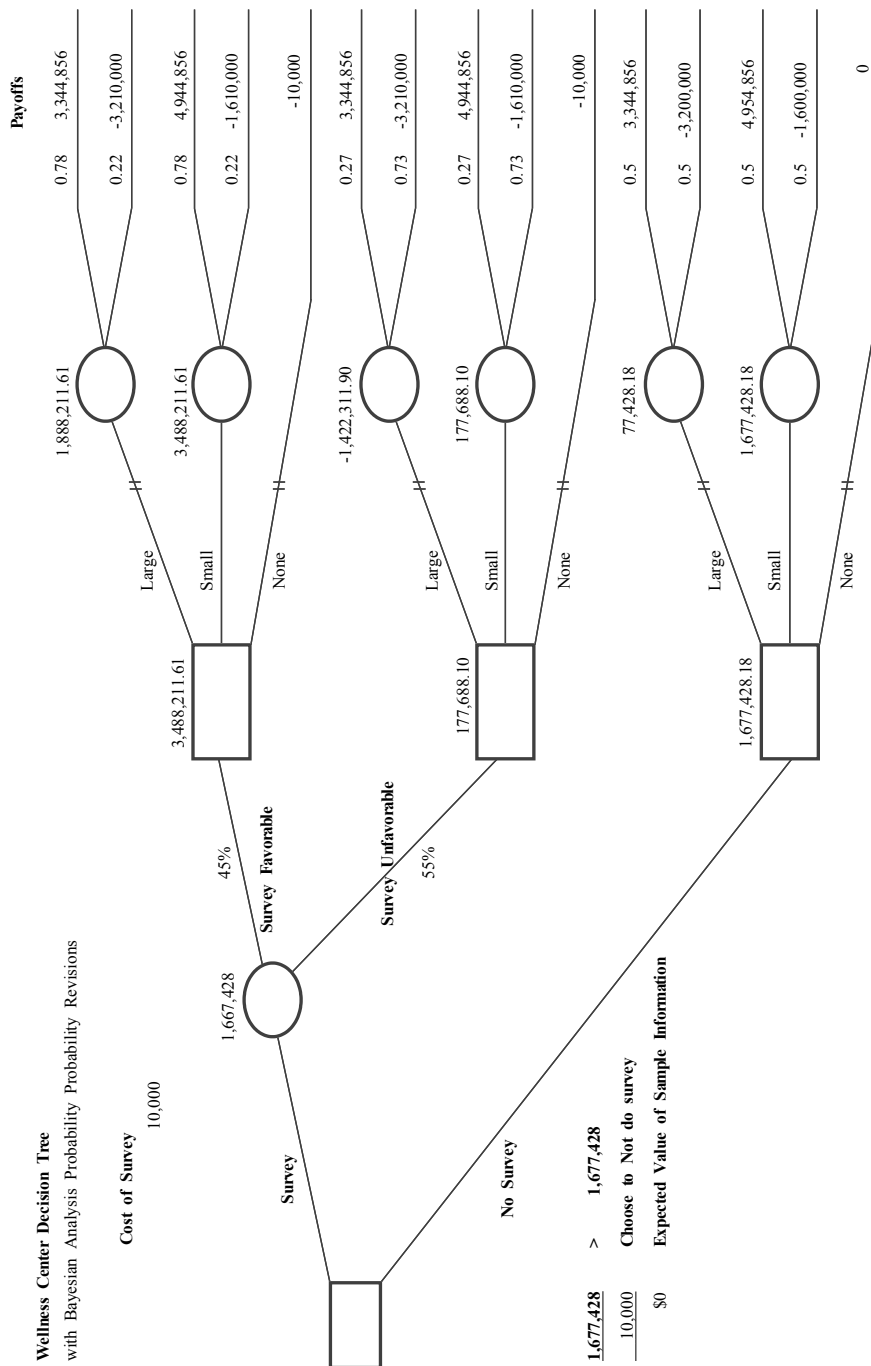 Wellness Center Decision Tree
with Bayesian Analysis Probability Probability Revisions
Payoffs
Cost of Survey
10,000
Survey
1,667,428
45%
Survey Favorable
Survey Unfavorable
55%
No Survey
3,488,211.61
Large
1,888,211.61
0.78 3,344,856
0.22 -3,210,000
Small
3,488,211.61
0.78 4,944,856
0.22 -1,610,000
None
-10,000
177,688.10
Large
-1,422,311.90
0.27 3,344,856
0.73 -3,210,000
Small
177,688.10
0.27 4,944,856
0.73 -1,610,000
None
-10,000
1,677,428.18
Large
77,428.18
0.5 3,344,856
0.5 -3,200,000
Small
1,677,428.18
0.5 4,954,856
0.5 -1,600,000
None
0
1,677,428 > 1,677,428
10,000 Choose to Not do survey
$0 Expected Value of Sample Information